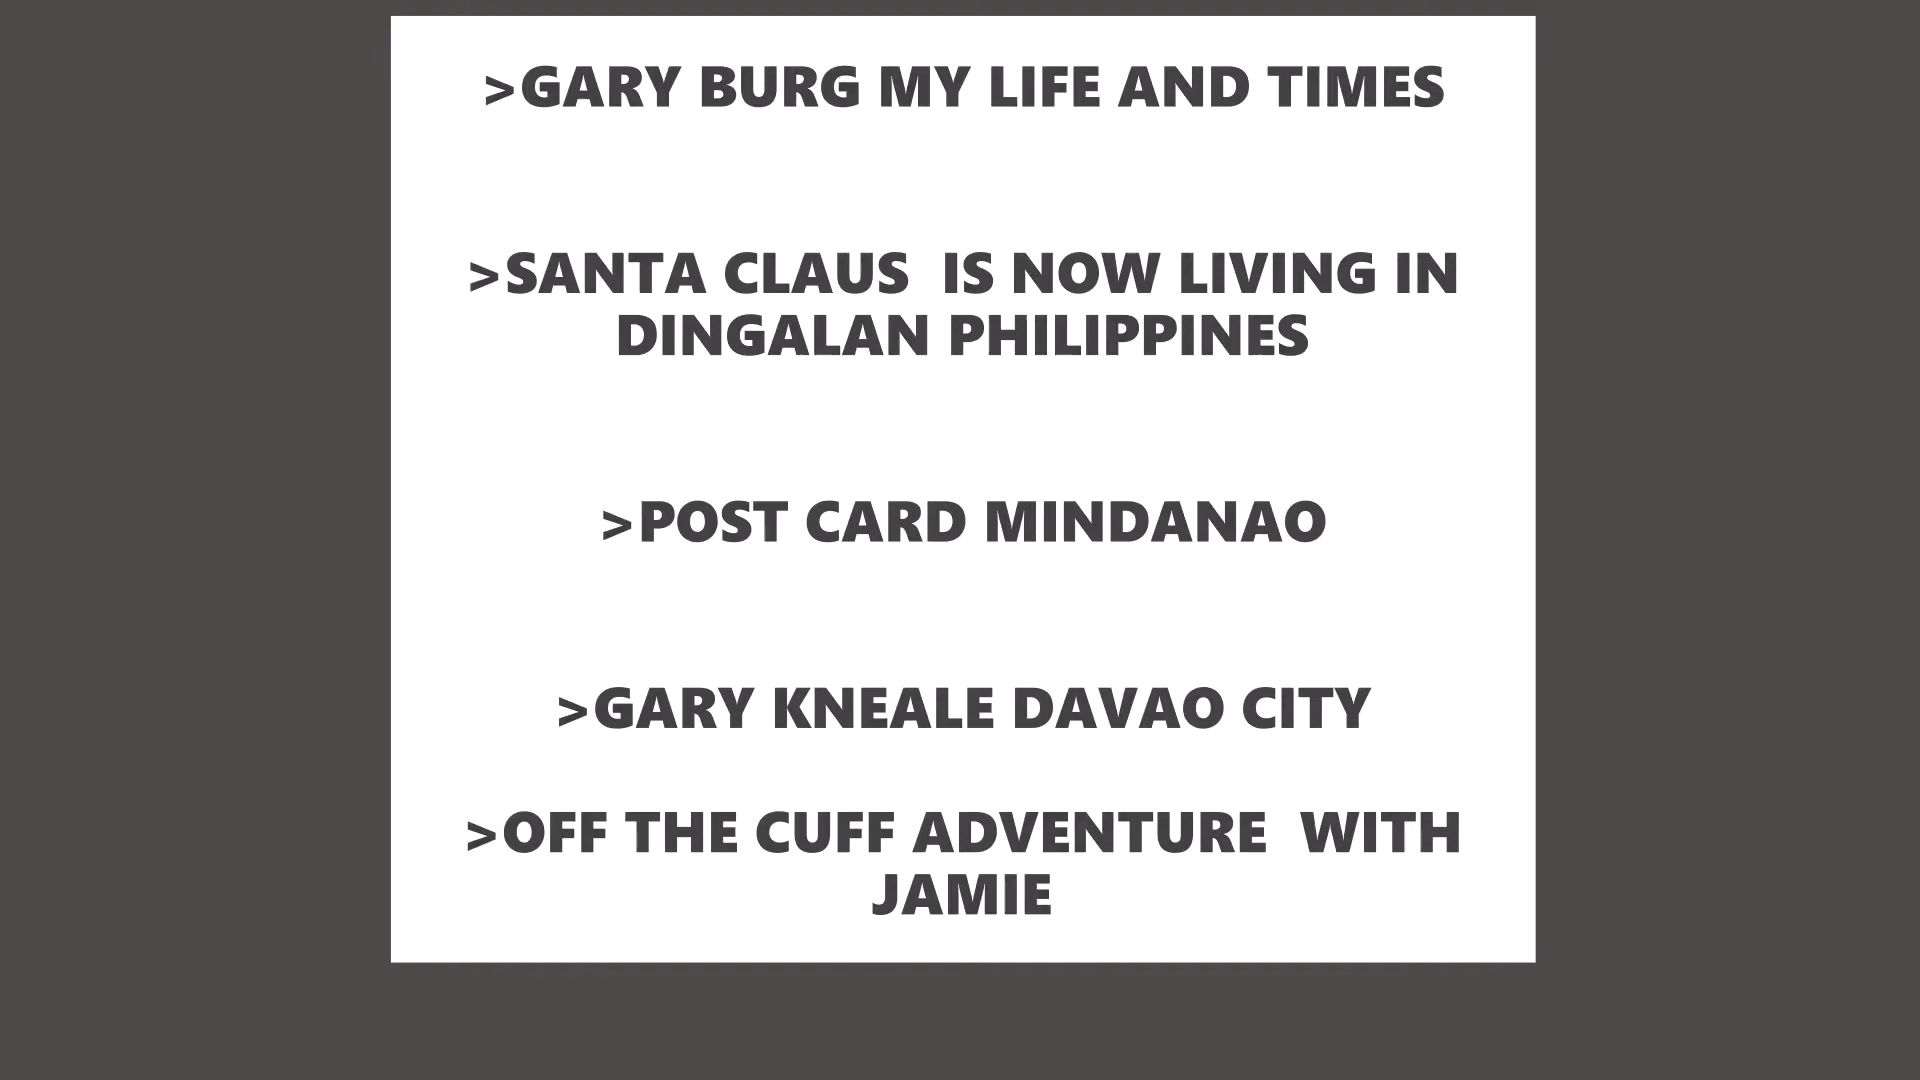 >GARY BURG MY LIFE AND TIMES
>SANTA CLAUS  IS NOW LIVING IN
DINGALAN PHILIPPINES
>POST CARD MINDANAO
>GARY KNEALE DAVAO CITY
>OFF THE CUFF ADVENTURE  WITH
JAMIE